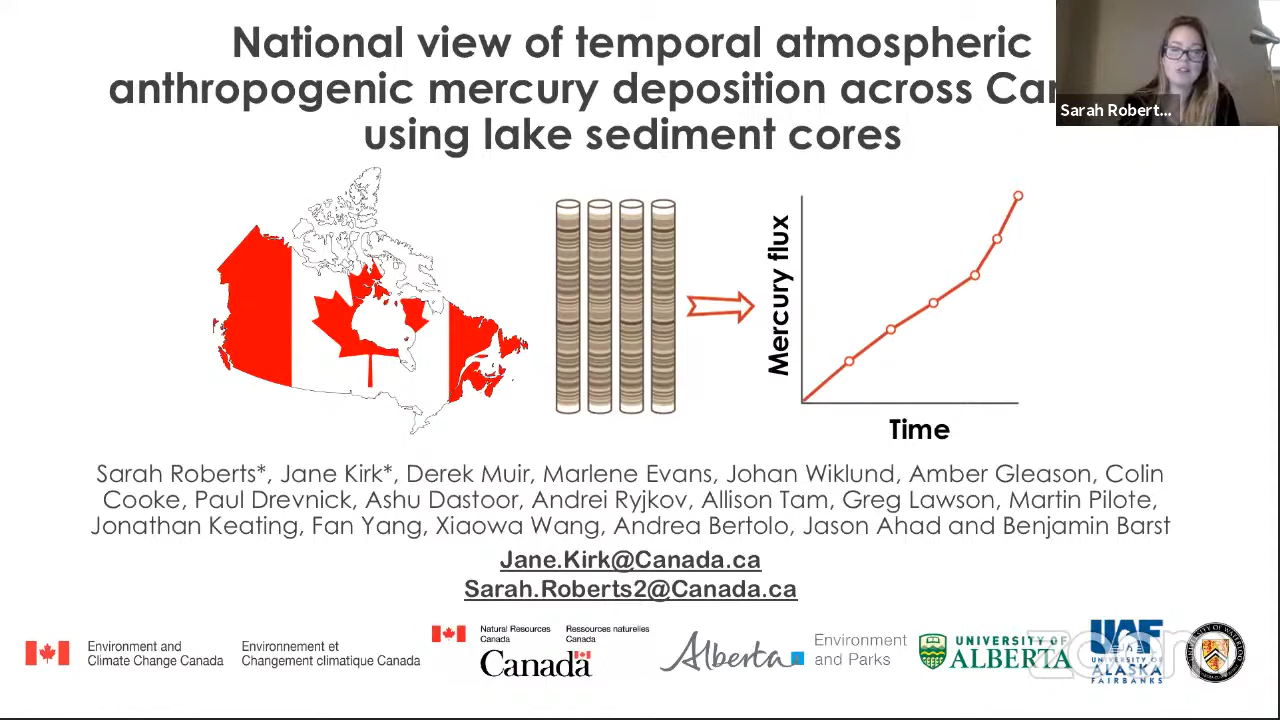 National view of temporal atmospheric
anthropogenic mercury deposition across Can
using lake sediment cores
Sarah Robert...
Mercury flux
Time
Sarah Roberts*, Jane Kirk*, Derek Muir, Marlene Evans, Johan Wiklund, Amber Gleason, Colin
Cooke, Paul Drevnick, Ashu Dastoor, Andrei Ryjkov, Allison Tam, Greg Lawson, Martin Pilote,
Jonathan Keating, Fan Yang, Xiaowa Wang, Andrea Bertolo, Jason Ahad and Benjamin Barst
Jane.Kirk@Canada.ca
Sarah.Roberts2@Canada.ca
Environment and
Climate Change Canada
Environnement et
Changement climatique Canada
Natural Resources
Canada
Ressources naturelles
Canada
Canada
Alberta
Environment
and Parks
UNIVERSITY OF
ALBERTA
UAF
UNIVERSITY OF
ALASKA
FAIRBANKS
zoom